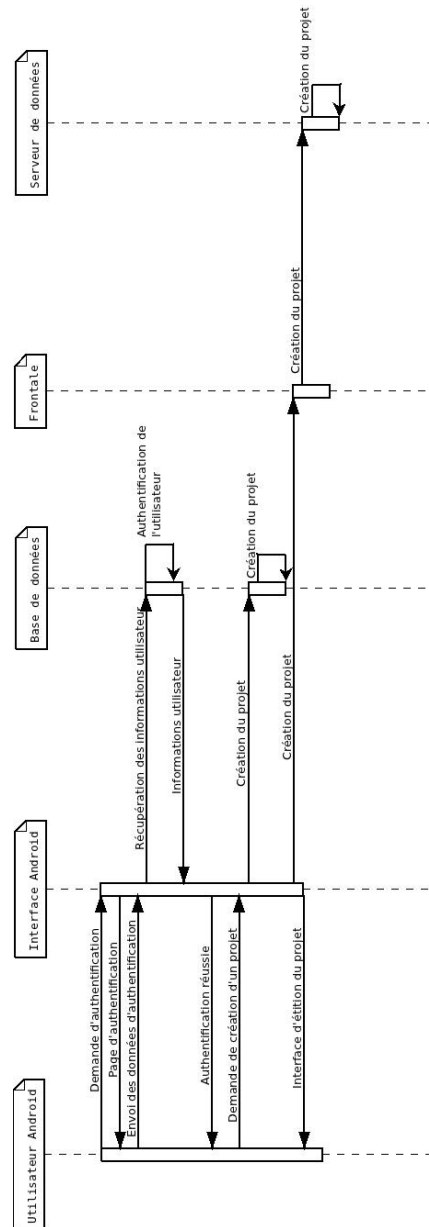 Utilisateur Android
Interface Android
Base de données
Frontale
Serveur de données
Demande d'authentification
Page d'authentification
Envoi des données d'authentification
Récupération des informations utilisateur
Authentification de
l'utilisateur
Informations utilisateur
Authentification réussie
Demande de création d'un projet
Création du projet
Création du projet
Création du projet
Création du projet
Création du projet
Interface d'étition du projet